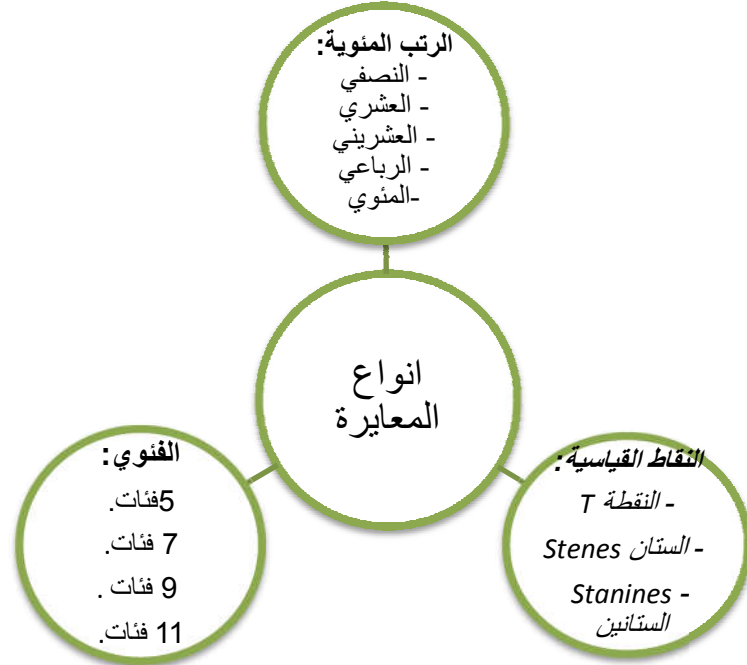 الرتب المئوية:
- النصفي
- العشري
- العشريني
- الرباعي
-المئوي
انواع
المعايرة
النقاط القياسية:
- النقطة T
- الستان Stenes
- Stanines
الستانين
الفئوي:
5فئات.
7 فئات.
9 فئات .
11 فئات.